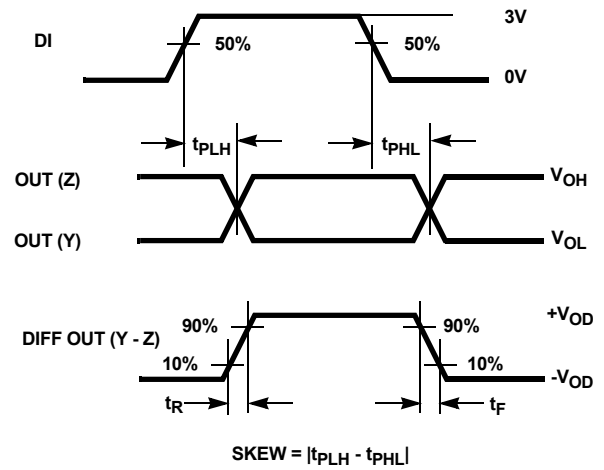 3V
DI
50%
50%
0V
tPLH
tPHL
OUT (Z)
VOH
OUT (Y)
VOL
+VOD
90%
90%
DIFF OUT (Y - Z)
10%
10%
-VOD
tR
tF
SKEW = |tPLH - tPHL|